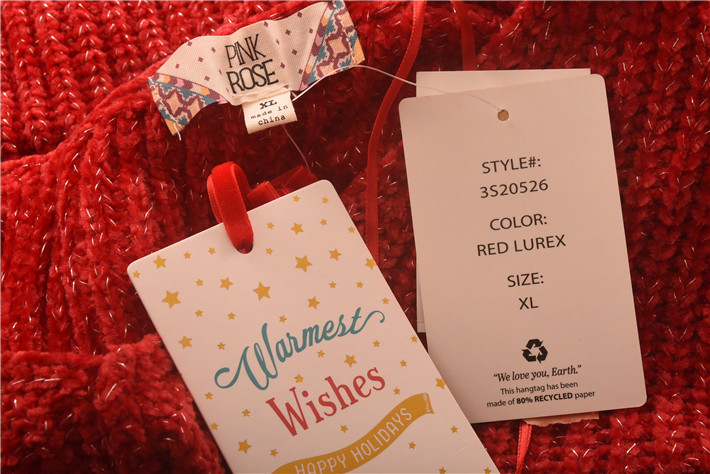 PINK
ROSE
XL
made in
china
STYLE#:
3S20526
COLOR:
RED LUREX
SIZE:
XL
"We love you, Earth."
This hangtag has been
made of 80% RECYCLED paper
Warmest
Wishes
HAPPY HOLIDAYS